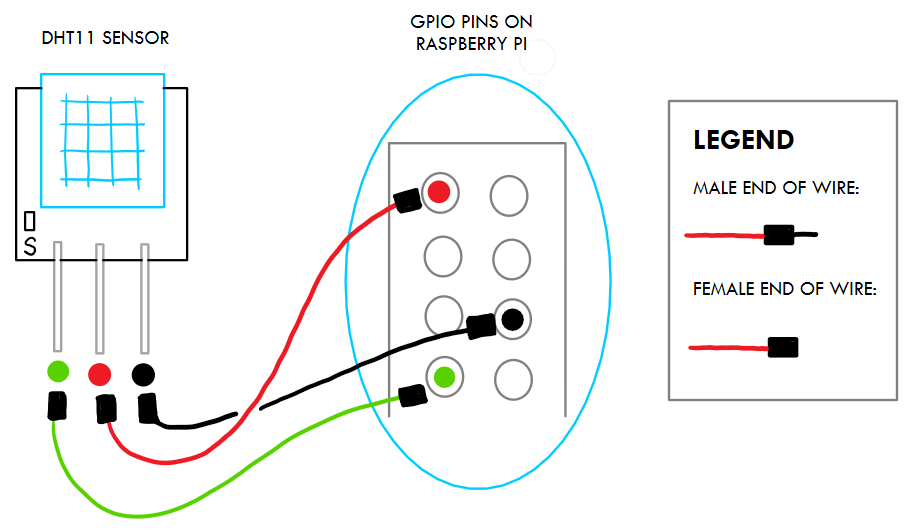 DHT11 SENSOR
GPIO PINS ON
RASPBERRY PI
S
LEGEND
MALE END OF WIRE:
FEMALE END OF WIRE: